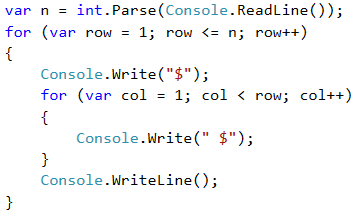 var n = int.Parse(Console.ReadLine());
for (var row = 1; row <= n; row++)
{
    Console.Write("$");
    for (var col = 1; col < row; col++)
    {
        Console.Write(" $");
    }
    Console.WriteLine();
}